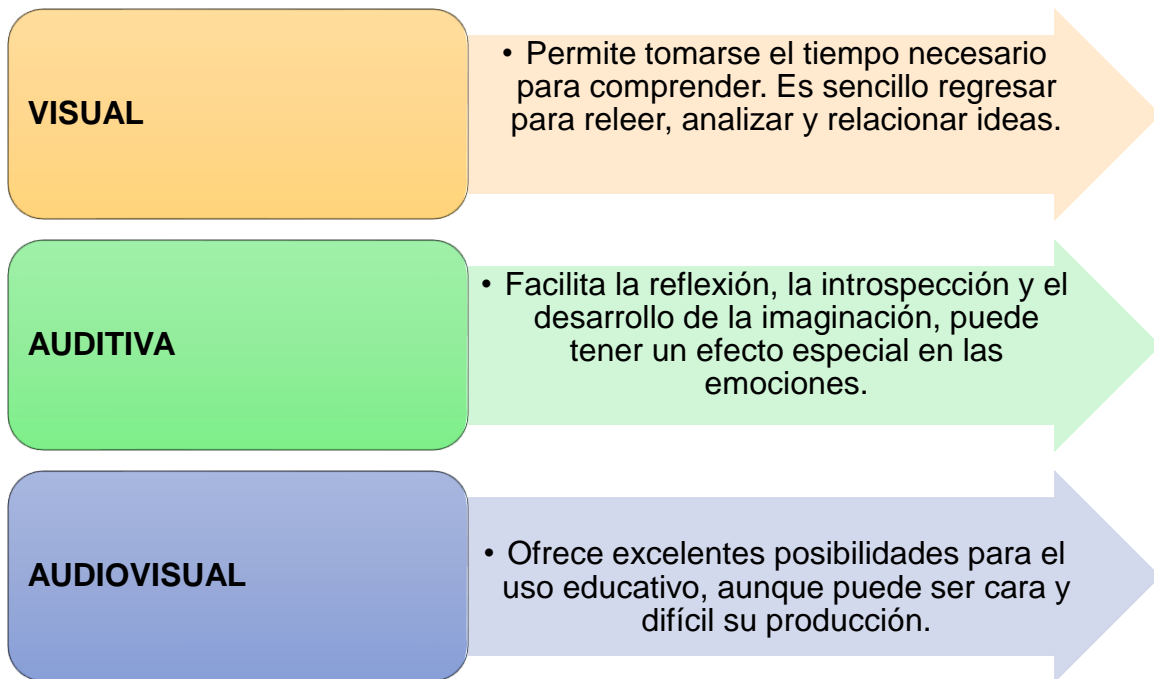 VISUAL
• Permite tomarse el tiempo necesario
para comprender. Es sencillo regresar
para releer, analizar y relacionar ideas.
AUDITIVA
• Facilita la reflexión, la introspección y el
desarrollo de la imaginación, puede
tener un efecto especial en las
emociones.
AUDIOVISUAL
• Ofrece excelentes posibilidades para el
uso educativo, aunque puede ser cara y
difícil su producción.